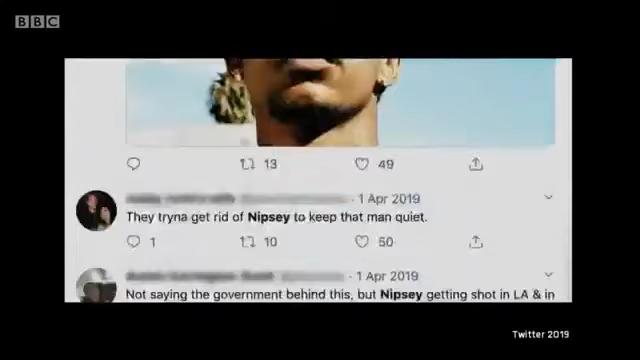 BBC
13 49
1 Apr 2019
They tryna get rid of Nipsey to keep that man quiet.
1 10 50
1 Apr 2019
Not saying the government behind this, but Nipsey getting shot in LA & in
Twitter 2019